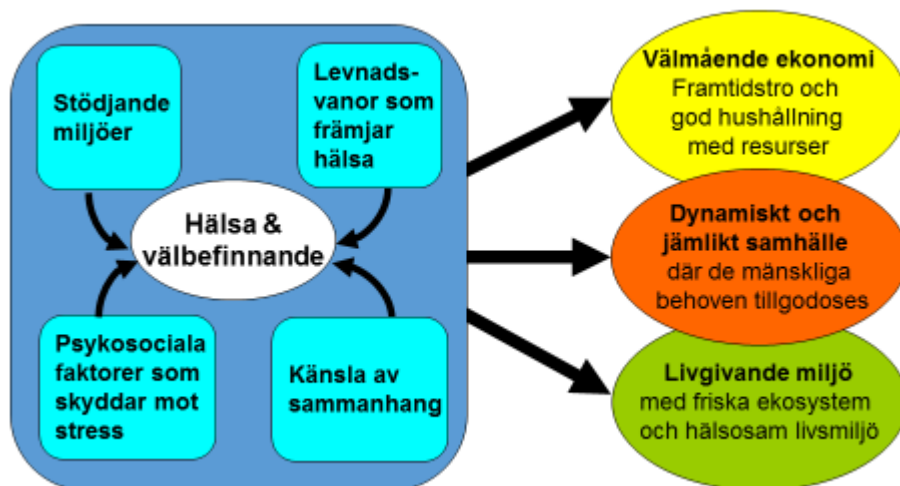 Stödjande
miljöer
Levnads-
vanor som
främjar
hälsa
Hälsa &
välbefinnande
Psykosociala
faktorer som
skyddar mot
stress
Känsla av
sammanhang
Välmående ekonomi
Framtidstro och
god hushållning
med resurser
Dynamiskt och
jämlikt samhälle
där de mänskliga
behoven tillgodoses
Livgivande miljö
med friska ekosystem
och hälsosam livsmiljö